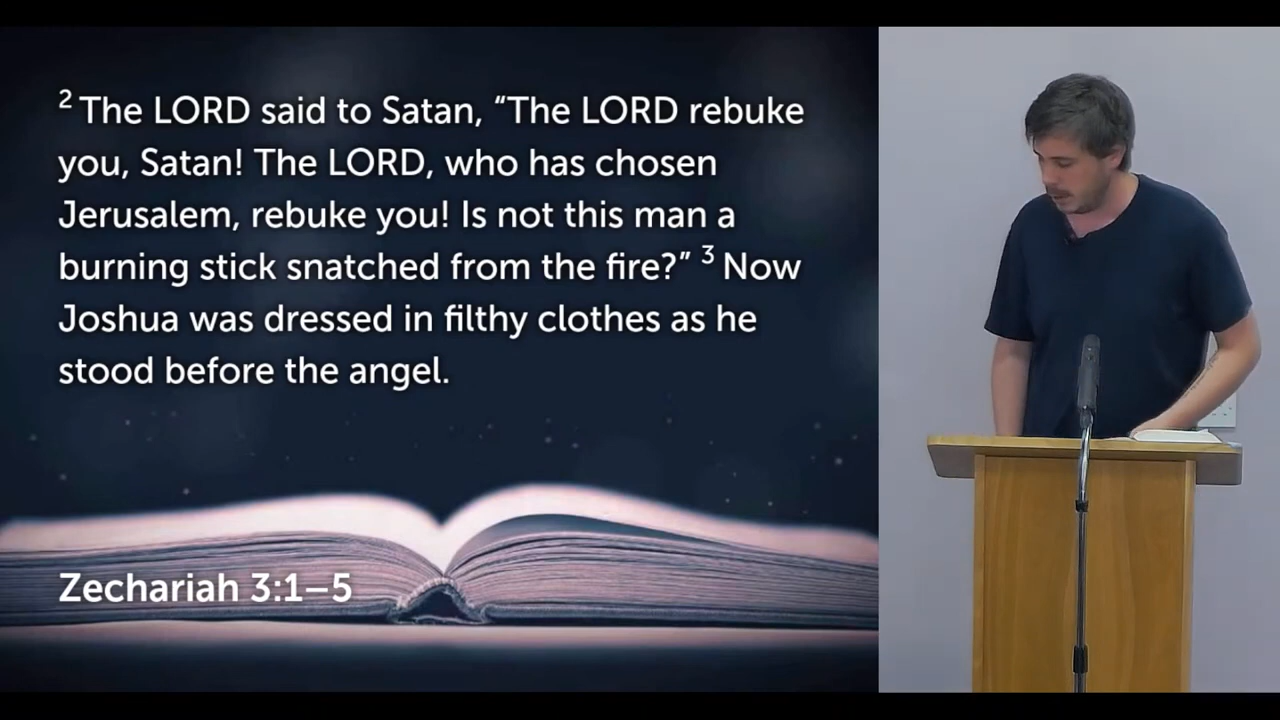 2 The LORD said to Satan, “The LORD rebuke
you, Satan! The LORD, who has chosen
Jerusalem, rebuke you! Is not this man a
burning stick snatched from the fire?” 3 Now
Joshua was dressed in filthy clothes as he
stood before the angel.
Zechariah 3:1–5